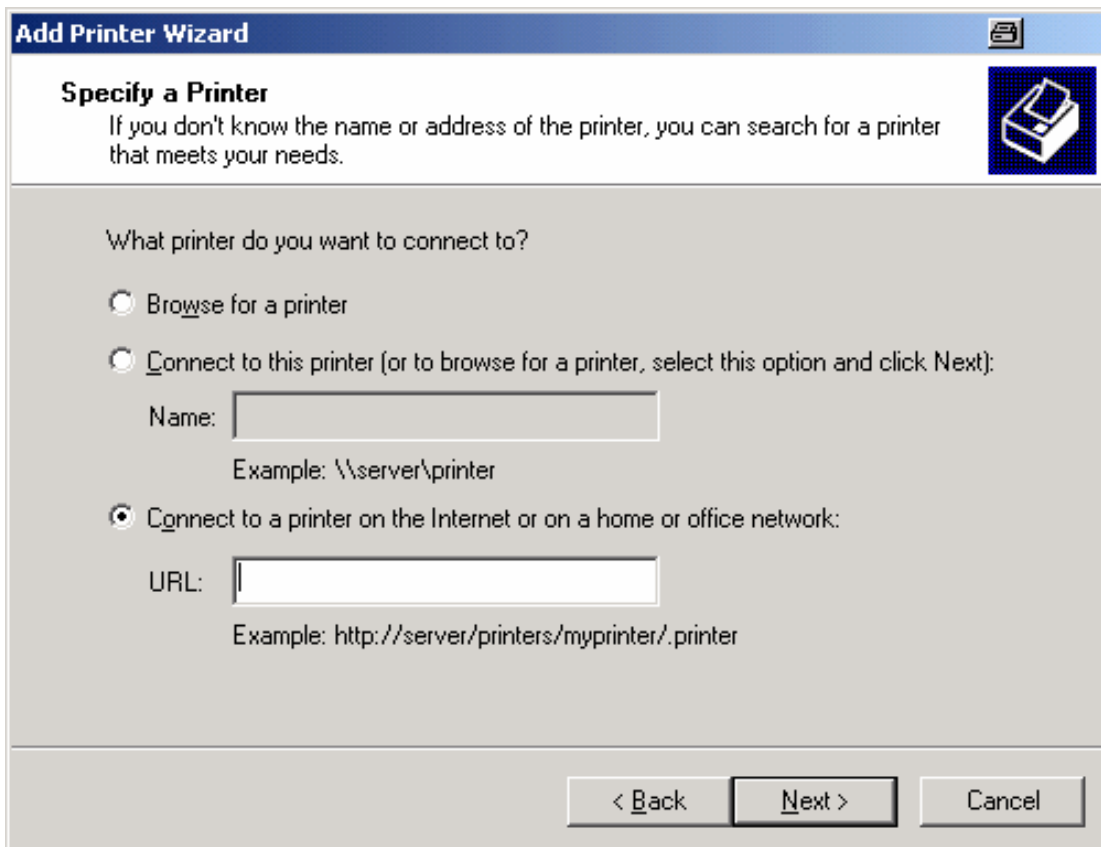 Add Printer Wizard
Specify a Printer
If you don't know the name or address of the printer, you can search for a printer
that meets your needs.
What printer do you want to connect to?
Browse for a printer
Connect to this printer (or to browse for a printer, select this option and click Next):
Name:
Example: \\server\printer
Connect to a printer on the Internet or on a home or office network:
URL:
Example: http://server/printers/myprinter/.printer
< Back Next > Cancel